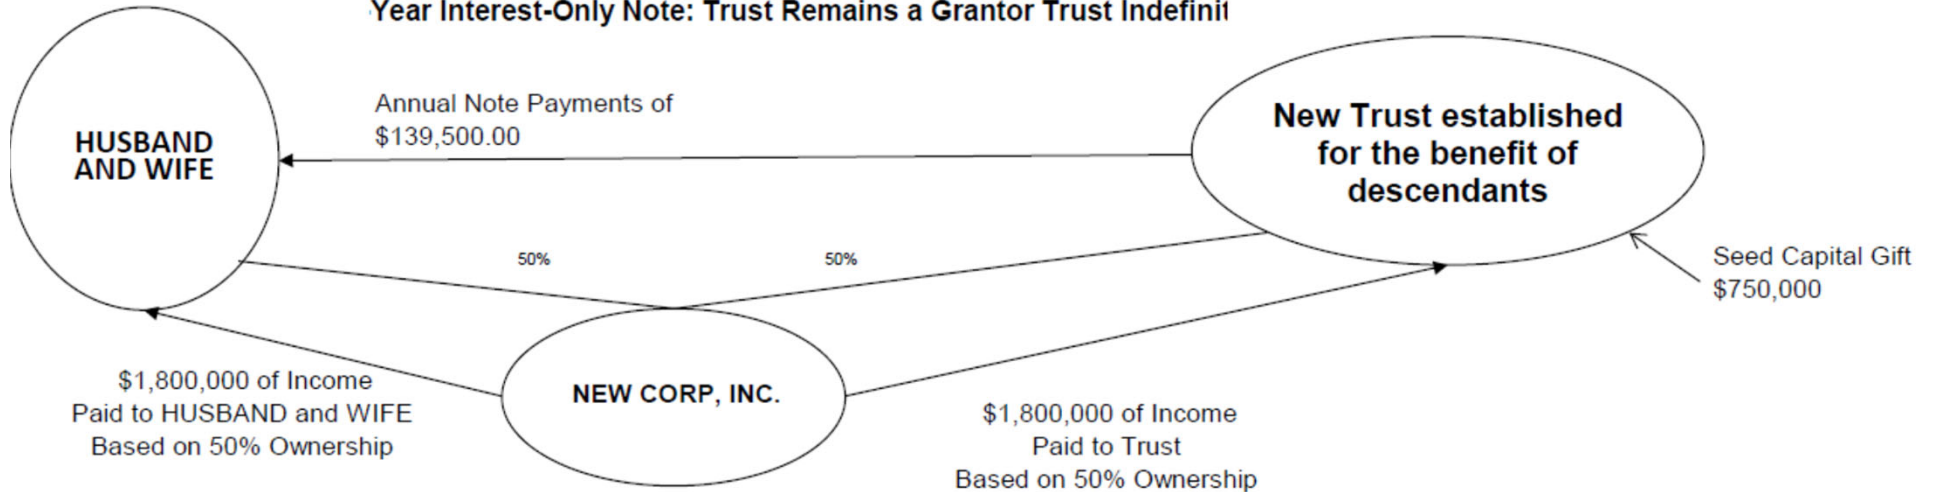 Year Interest-Only Note: Trust Remains a Grantor Trust Indefinit
Annual Note Payments of
$139,500.00
HUSBAND
AND WIFE
New Trust established
for the benefit of
descendants
50%
50%
Seed Capital Gift
$750,000
NEW CORP, INC.
$1,800,000 of Income
Paid to HUSBAND and WIFE
Based on 50% Ownership
$1,800,000 of Income
Paid to Trust
Based on 50% Ownership